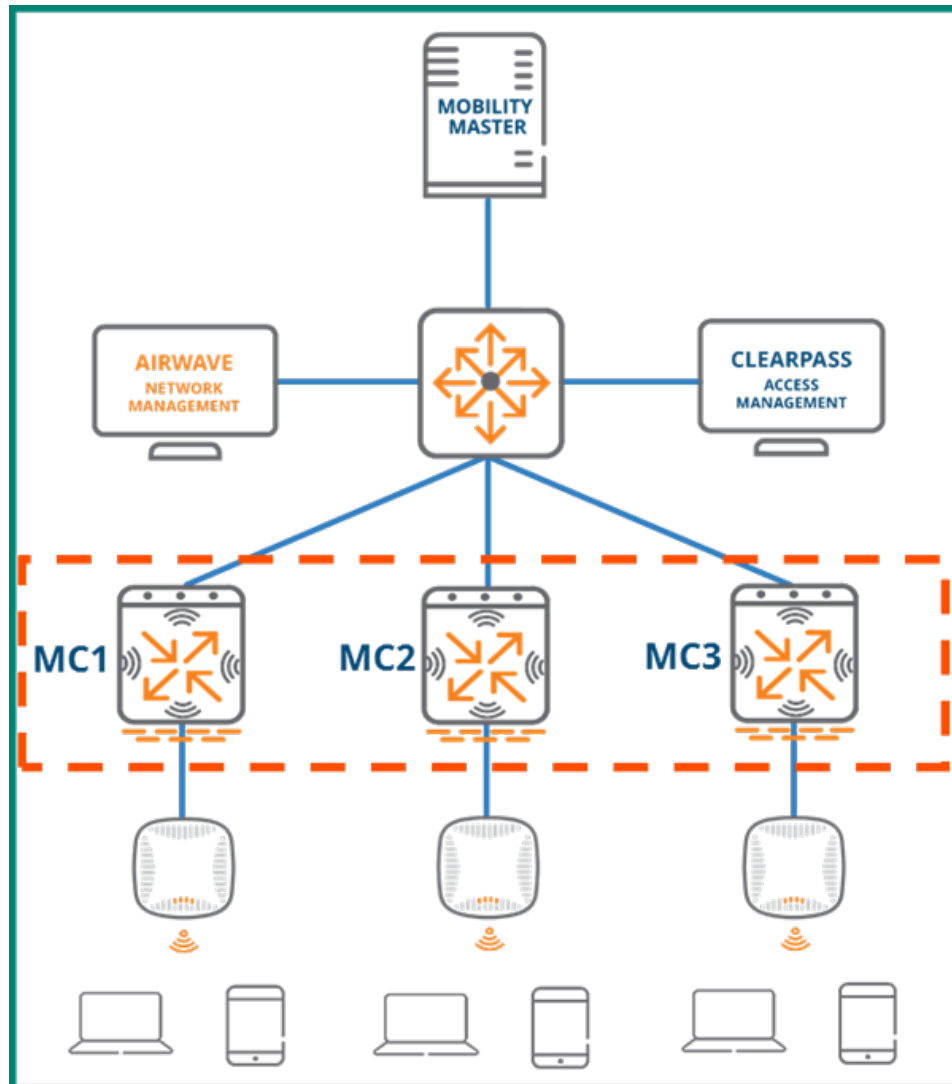 MOBILITY
MASTER
AIRWAVE
NETWORK
MANAGEMENT
CLEARPASS
ACCESS
MANAGEMENT
MC1
MC2
MC3